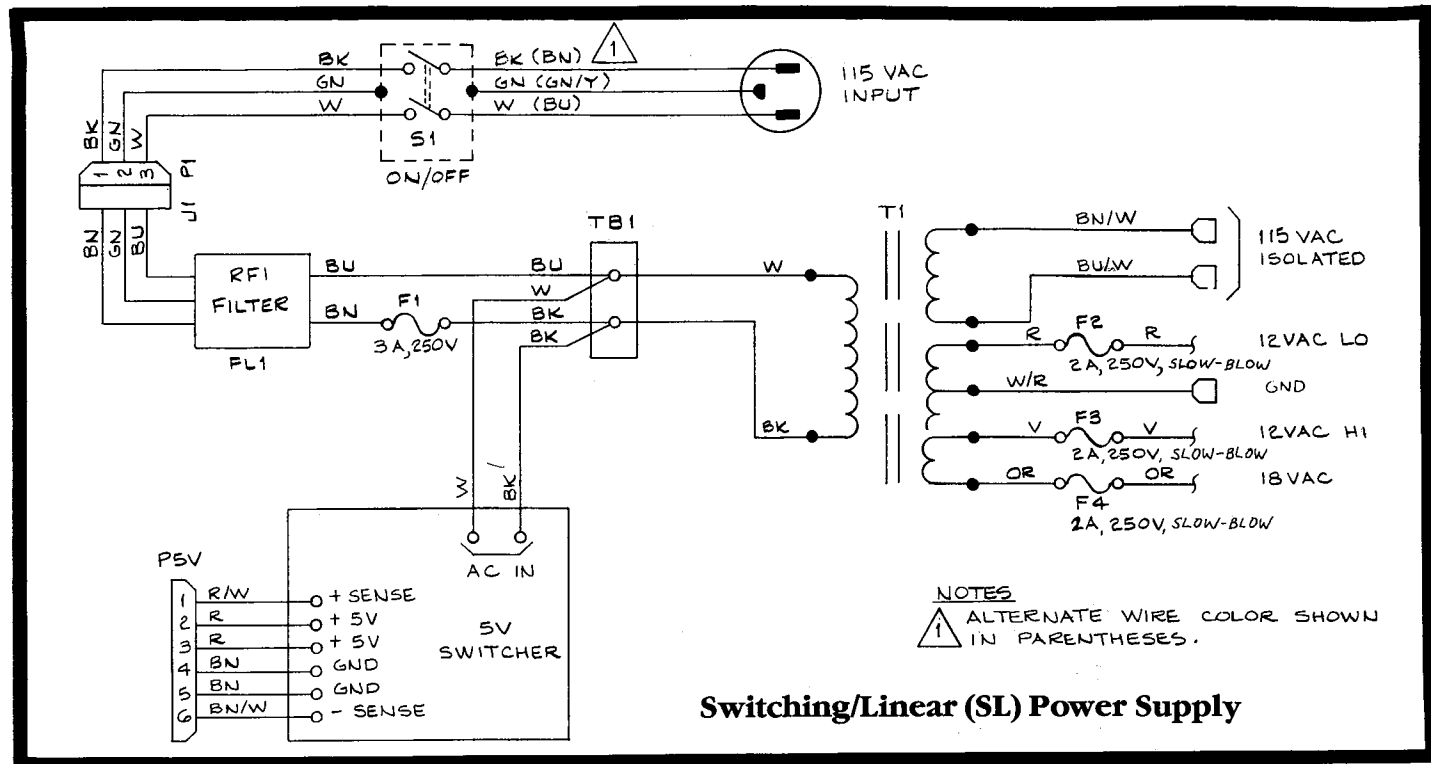 BK
GN
W
BK (BN) 1
GN (GN/Y)
W (BU)
115 VAC
INPUT
S1
ON/OFF
BK
GN
W
1 2 3
P1
J1
BN
GN
BU
RFI
FILTER
FL1
BU
BN
F1
3A, 250V
TB1
BU
W
BK
BK
W
BK
T1
BN/W
BU/W
115 VAC
ISOLATED
R F2 R
2A, 250V, SLOW-BLOW
12VAC LO
W/R
GND
V F3 V
2A, 250V, SLOW-BLOW
12VAC HI
OR F4 OR
2A, 250V, SLOW-BLOW
18VAC
W
BK/
AC IN
5V
SWITCHER
P5V
1 R/W + SENSE
2 R + 5V
3 R + 5V
4 BN GND
5 BN GND
6 BN/W - SENSE
NOTES
1 ALTERNATE WIRE COLOR SHOWN
IN PARENTHESES.
Switching/Linear (SL) Power Supply